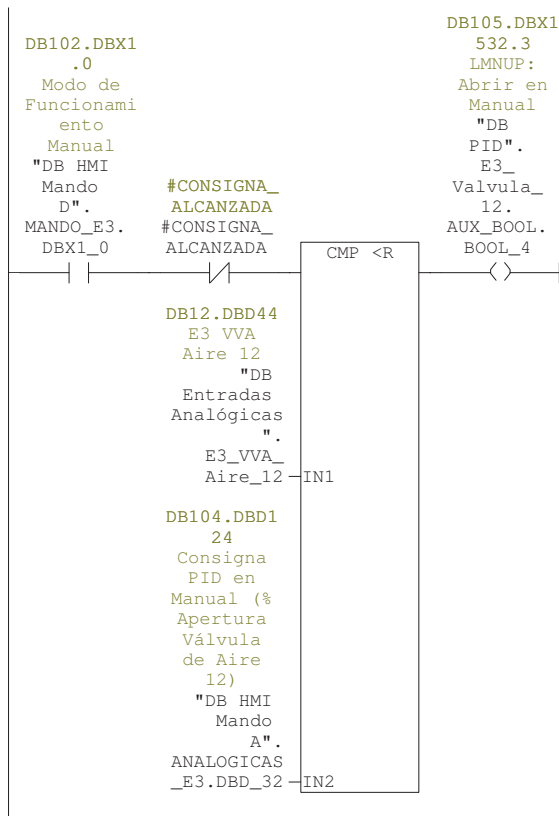 DB102.DBX1
.0
Modo de
Funcionami
ento
Manual
"DB HMI
Mando
D".
MANDO_E3.
DBX1_0
#CONSIGNA_
ALCANZADA
#CONSIGNA_
ALCANZADA
CMP <R
DB105.DBX1
532.3
LMNUP:
Abrir en
Manual
"DB
PID".
E3_
Valvula_
12.
AUX_BOOL.
BOOL_4
DB12.DBD44
E3 VVA
Aire 12
"DB
Entradas
Analógicas
".
E3_VVA_
Aire_12
IN1
DB104.DBD1
24
Consigna
PID en
Manual (%
Apertura
Válvula
de Aire
12)
"DB HMI
Mando
A".
ANALOGICAS
_E3.DBD_32
IN2